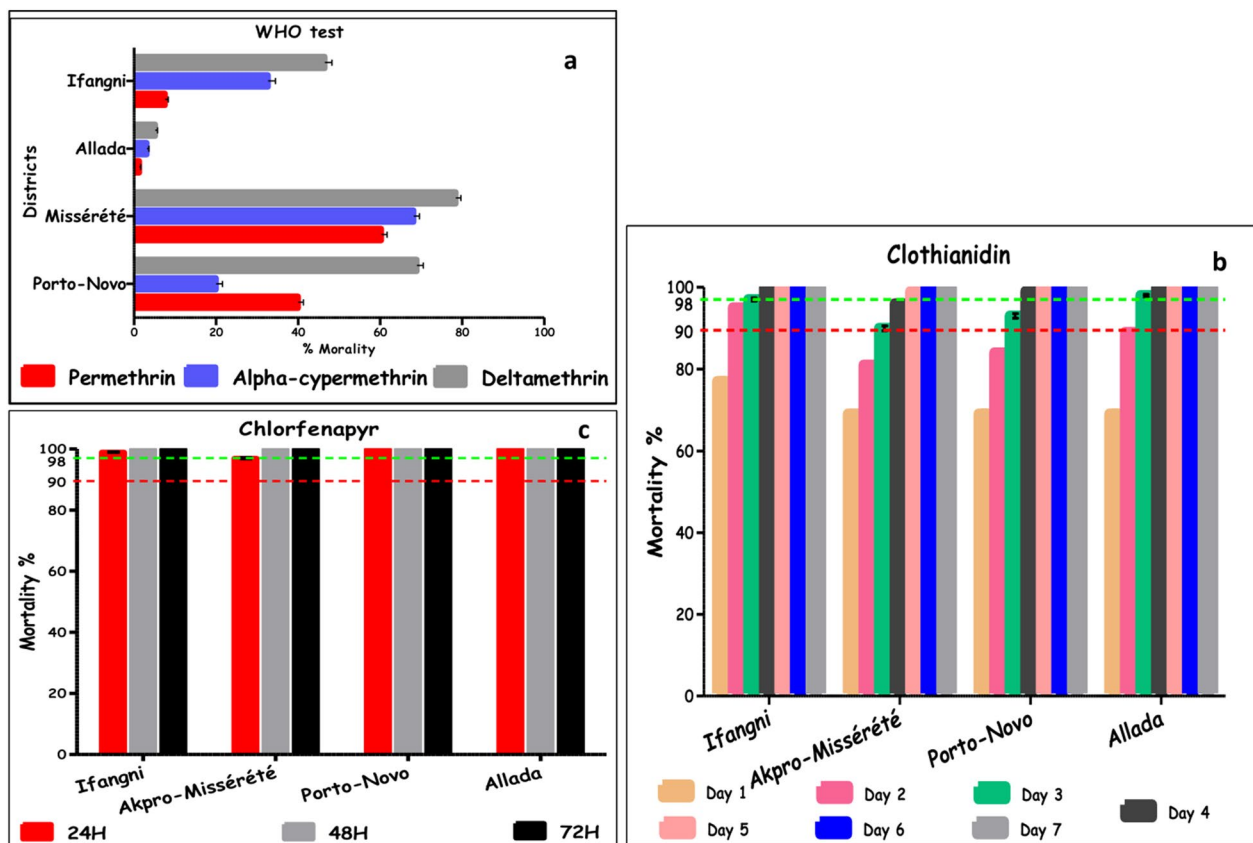 WHO test
a
Districts
Ifangni
Allada
Missérété
Porto-Novo
0 20 40 60 80 100
% Morality
Permethrin Alpha-cypermethrin Deltamethrin
Clothianidin
b
Mortality %
100
98
90
80
60
40
20
0
Ifangni Akpro-Missérété Porto-Novo Allada
Day 1 Day 2 Day 3 Day 4
Day 5 Day 6 Day 7
Chlorfenapyr
c
Mortality %
100
98
90
80
60
40
20
0
Ifangni Akpro-Missérété Porto-Novo Allada
24H 48H 72H